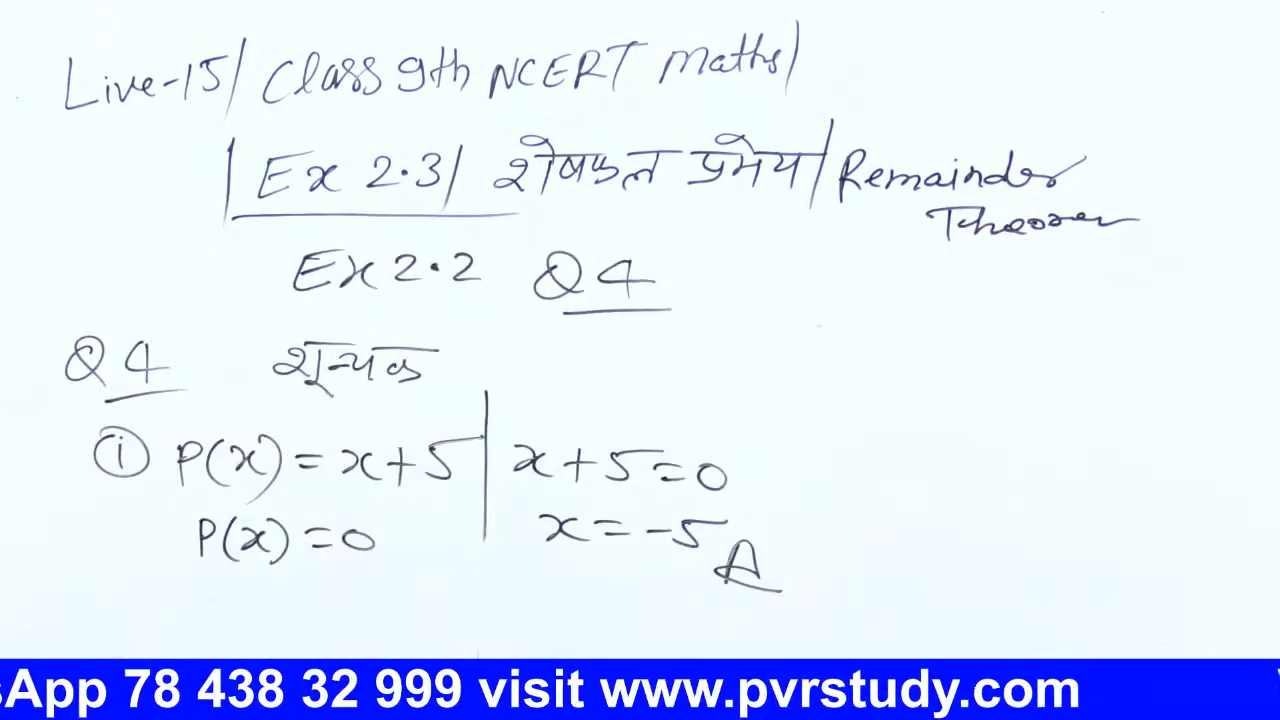 Live-15/ Class 9th NCERT Maths/
/ Ex 2.3/ शेषफल प्रमेय/ Remainder
Theorem
Ex 2.2 Q4
Q4 शून्यक
(i) P(x) = x+5 | x+5=0
P(x) = 0 | x = -5 A
sApp 78 438 32 999 visit www.pvrstudy.com